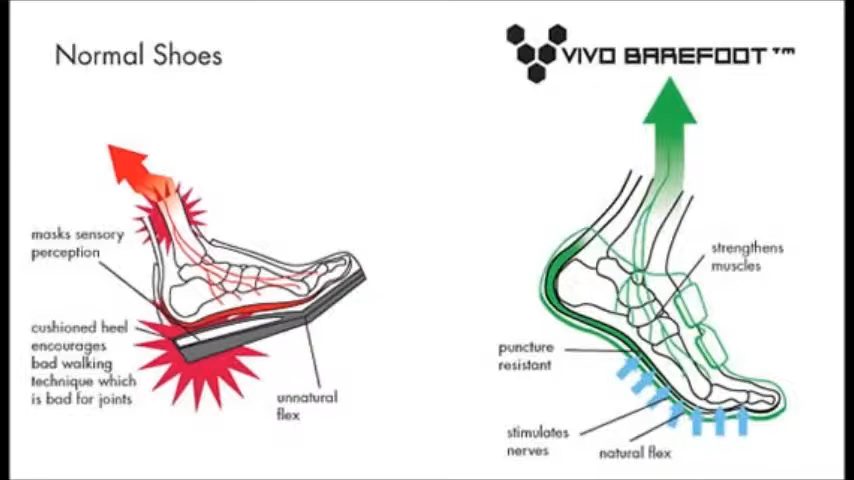 Normal Shoes
VIVO BAREFOOT™
masks sensory
perception
cushioned heel
encourages
bad walking
technique which
is bad for joints
unnatural
flex
strengthens
muscles
puncture
resistant
stimulates
nerves
natural flex